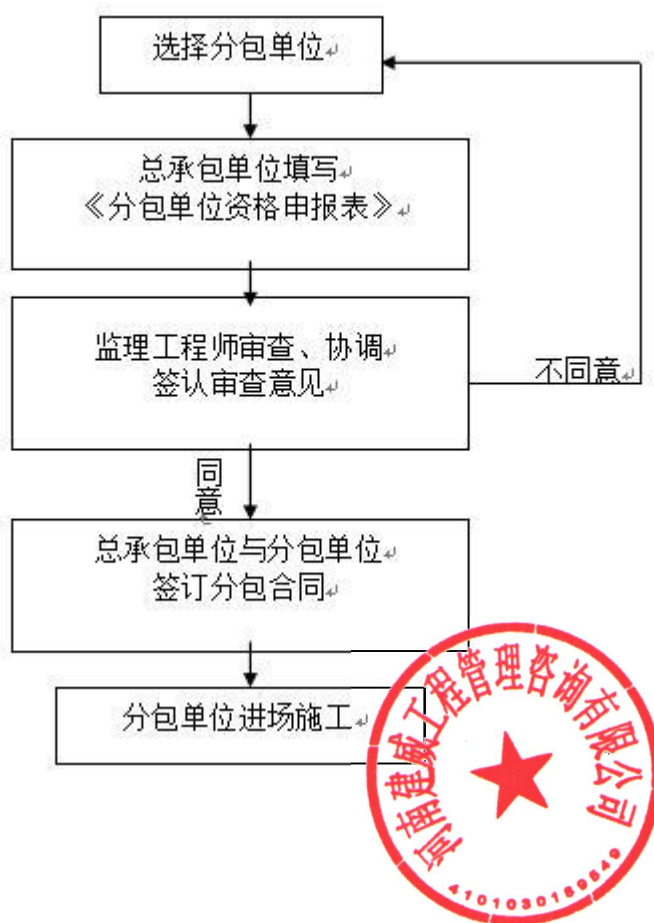 选择分包单位
总承包单位填写
《分包单位资格申报表》
监理工程师审查、协调
签认审查意见
不同意
同意
总承包单位与分包单位
签订分包合同
分包单位进场施工
河南建威工程管理咨询有限公司
4101030189549